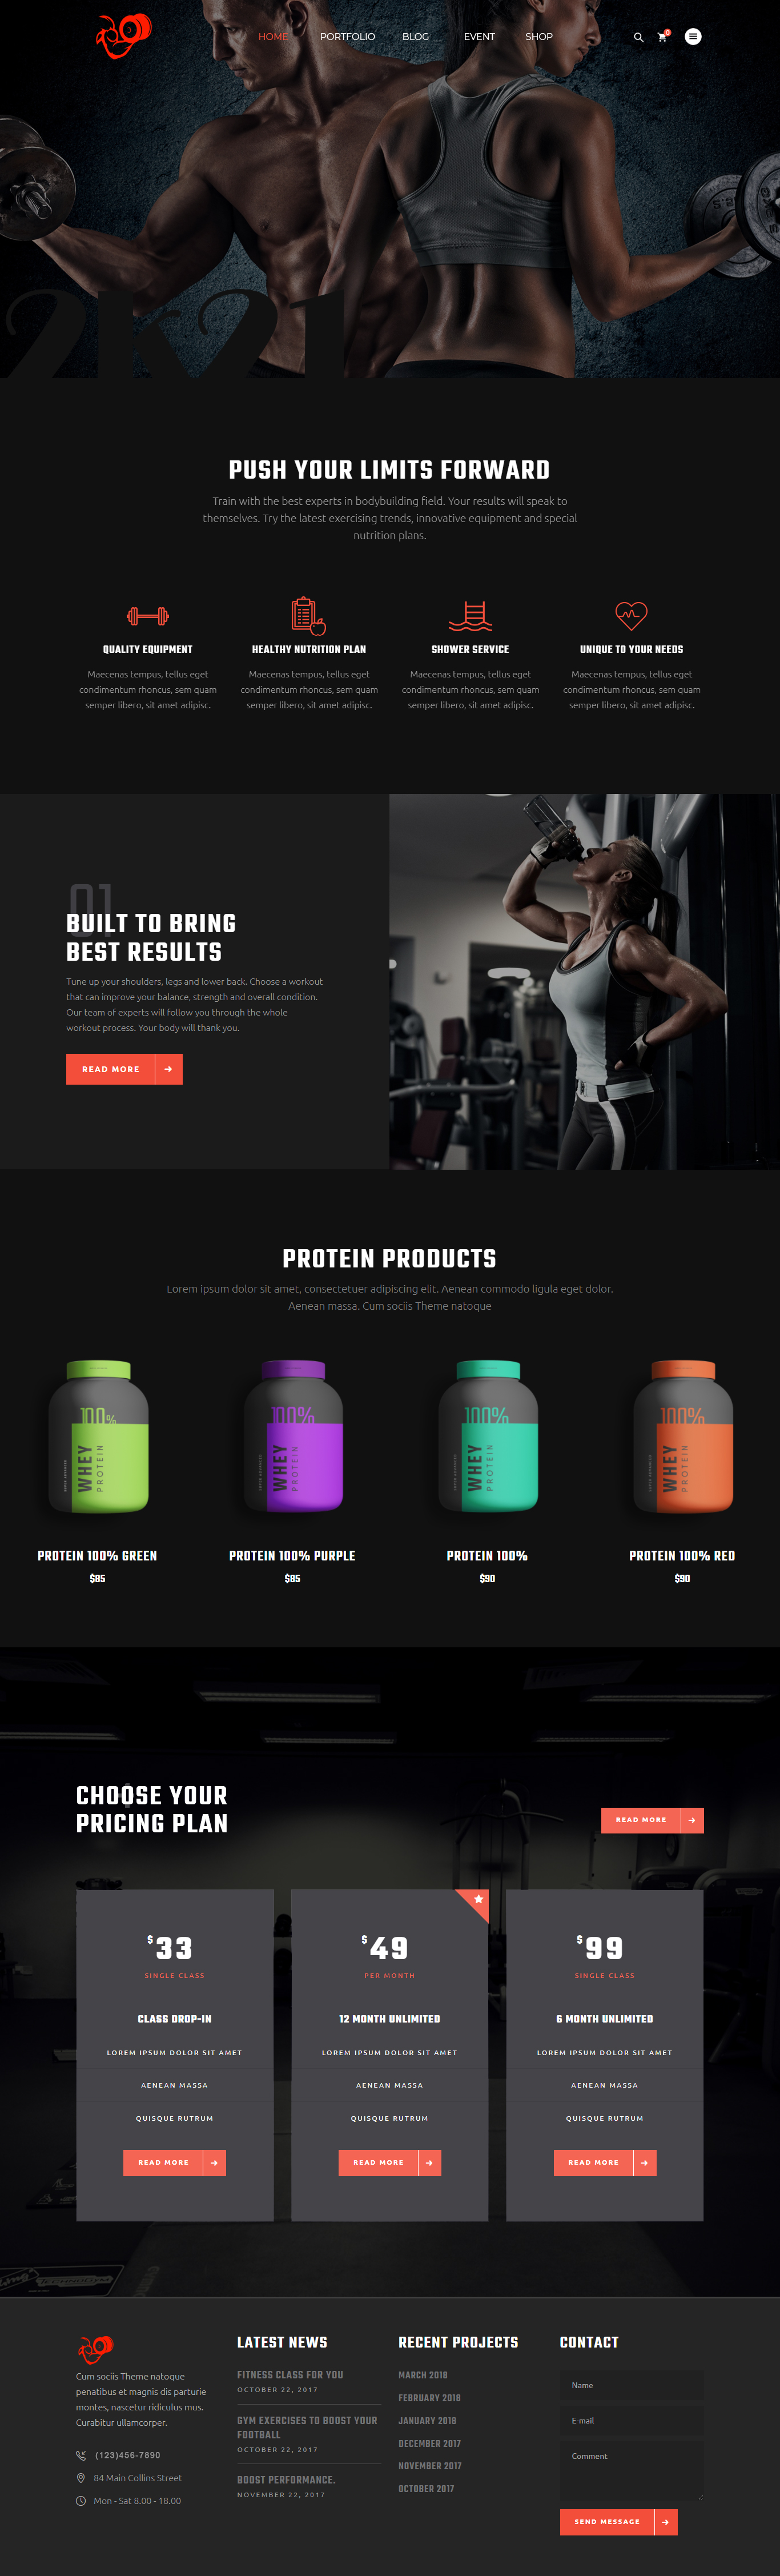 HOME PORTFOLIO BLOG EVENT SHOP
0
2k21
PUSH YOUR LIMITS FORWARD
Train with the best experts in bodybuilding field. Your results will speak to
themselves. Try the latest exercising trends, innovative equipment and special
nutrition plans.
QUALITY EQUIPMENT
Maecenas tempus, tellus eget
condimentum rhoncus, sem quam
semper libero, sit amet adipisc.
HEALTHY NUTRITION PLAN
Maecenas tempus, tellus eget
condimentum rhoncus, sem quam
semper libero, sit amet adipisc.
SHOWER SERVICE
Maecenas tempus, tellus eget
condimentum rhoncus, sem quam
semper libero, sit amet adipisc.
UNIQUE TO YOUR NEEDS
Maecenas tempus, tellus eget
condimentum rhoncus, sem quam
semper libero, sit amet adipisc.
01
BUILT TO BRING
BEST RESULTS
Tune up your shoulders, legs and lower back. Choose a workout
that can improve your balance, strength and overall condition.
Our team of experts will follow you through the whole
workout process. Your body will thank you.
READ MORE
PROTEIN PRODUCTS
Lorem ipsum dolor sit amet, consectetuer adipiscing elit. Aenean commodo ligula eget dolor.
Aenean massa. Cum sociis Theme natoque
100%
WHEY
PROTEIN
PROTEIN 100% GREEN
$85
100%
WHEY
PROTEIN
PROTEIN 100% PURPLE
$85
100%
WHEY
PROTEIN
PROTEIN 100%
$90
100%
WHEY
PROTEIN
PROTEIN 100% RED
$90
CHOOSE YOUR
PRICING PLAN
READ MORE
$33
SINGLE CLASS
CLASS DROP-IN
LOREM IPSUM DOLOR SIT AMET
AENEAN MASSA
QUISQUE RUTRUM
READ MORE
$49
PER MONTH
12 MONTH UNLIMITED
LOREM IPSUM DOLOR SIT AMET
AENEAN MASSA
QUISQUE RUTRUM
READ MORE
$99
SINGLE CLASS
6 MONTH UNLIMITED
LOREM IPSUM DOLOR SIT AMET
AENEAN MASSA
QUISQUE RUTRUM
READ MORE
Cum sociis Theme natoque
penatibus et magnis dis parturie
montes, nascetur ridiculus mus.
Curabitur ullamcorper.
(123)456-7890
84 Main Collins Street
Mon - Sat 8.00 - 18.00
LATEST NEWS
FITNESS CLASS FOR YOU
OCTOBER 22, 2017
GYM EXERCISES TO BOOST YOUR
FOOTBALL
OCTOBER 22, 2017
BOOST PERFORMANCE.
NOVEMBER 22, 2017
RECENT PROJECTS
MARCH 2018
FEBRUARY 2018
JANUARY 2018
DECEMBER 2017
NOVEMBER 2017
OCTOBER 2017
CONTACT
Name
E-mail
Comment
SEND MESSAGE